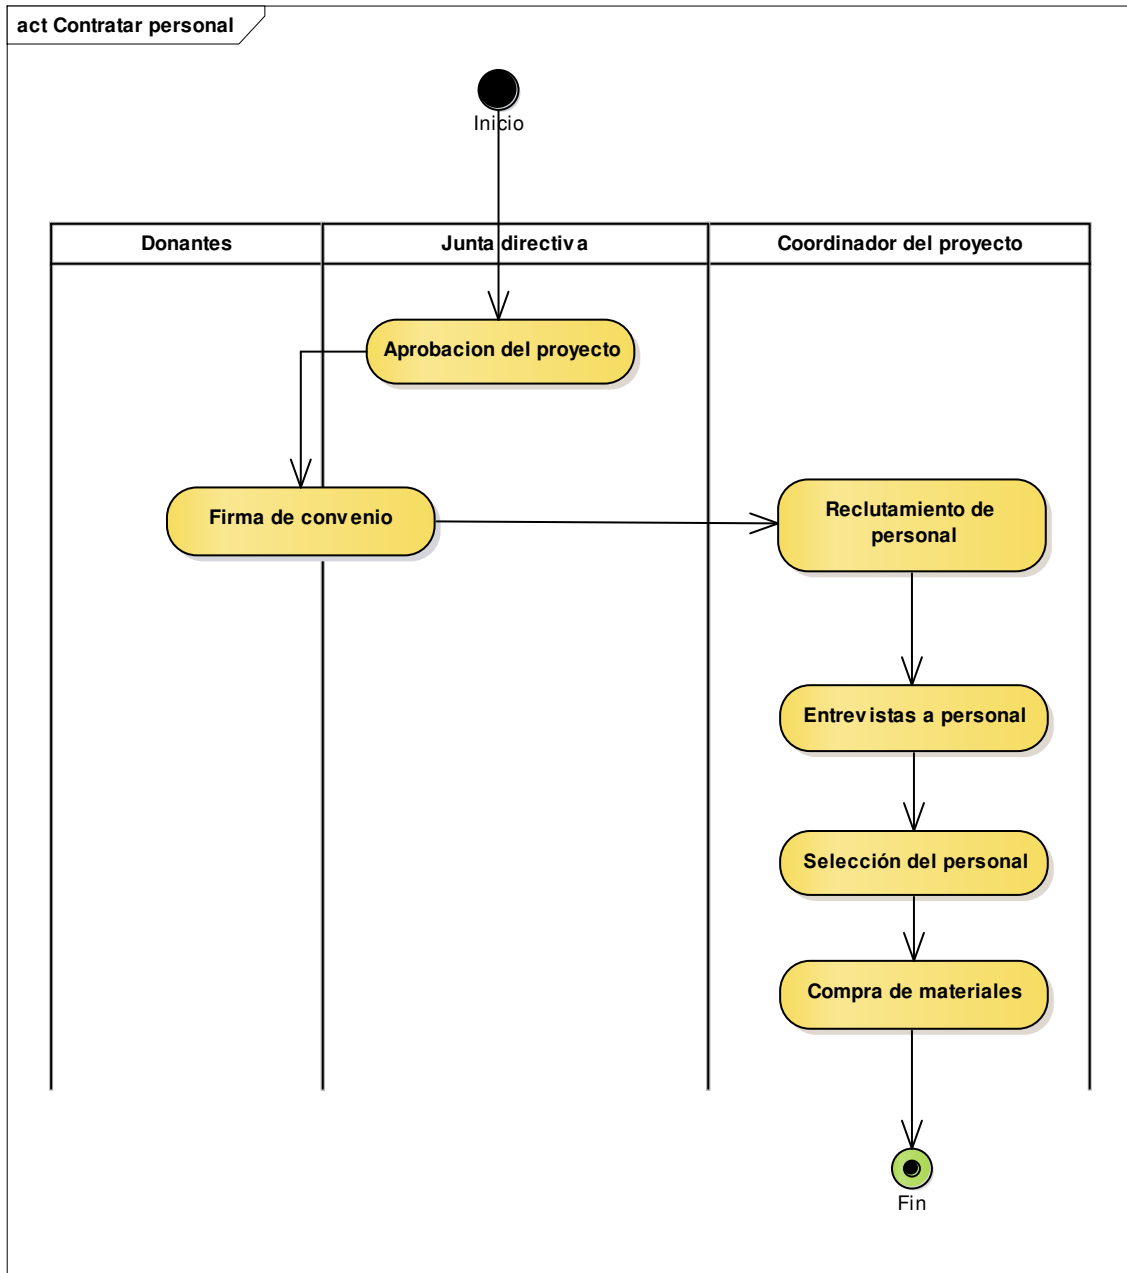 act Contratar personal
Inicio
Donantes
Junta directiva
Coordinador del proyecto
Aprobacion del proyecto
Firma de convenio
Reclutamiento de
personal
Entrevistas a personal
Selección del personal
Compra de materiales
Fin